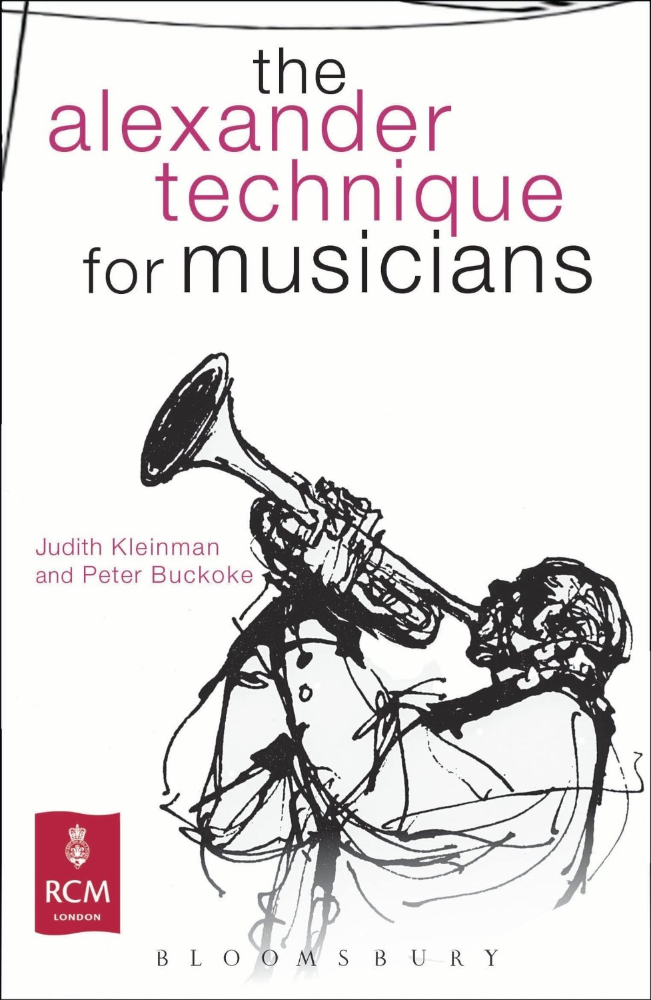 the
alexander
technique
for musicians
Judith Kleinman
and Peter Buckoke
RCM
LONDON
BLOOMSBURY